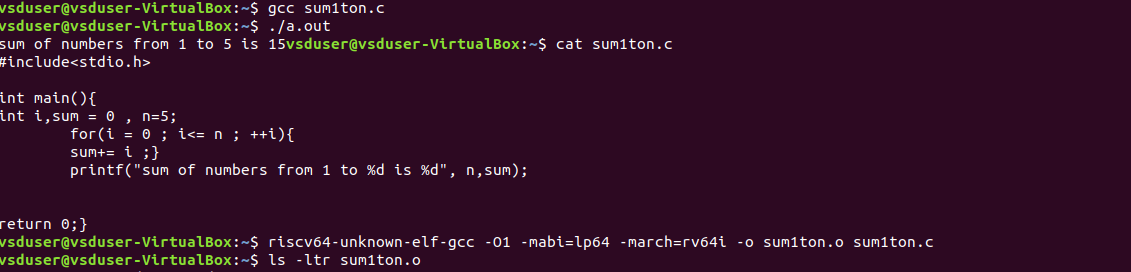 vsduser@vsduser-VirtualBox:~$ gcc sum1ton.c
vsduser@vsduser-VirtualBox:~$ ./a.out
sum of numbers from 1 to 5 is 15vsduser@vsduser-VirtualBox:~$ cat sum1ton.c
#include<stdio.h>
int main(){
int i,sum = 0 , n=5;
for(i = 0 ; i<= n ; ++i){
sum+= i ;}
printf("sum of numbers from 1 to %d is %d", n,sum);
return 0;}
vsduser@vsduser-VirtualBox:~$ riscv64-unknown-elf-gcc -O1 -mabi=lp64 -march=rv64i -o sum1ton.o sum1ton.c
vsduser@vsduser-VirtualBox:~$ ls -ltr sum1ton.o